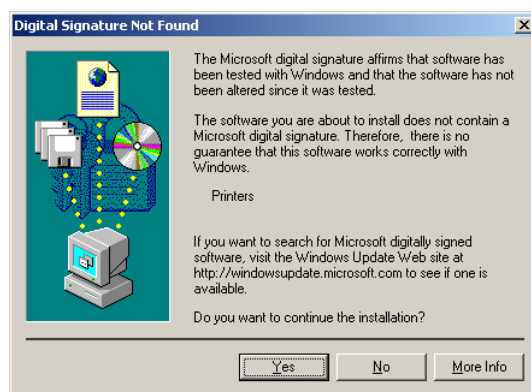 Digital Signature Not Found
The Microsoft digital signature affirms that software has
been tested with Windows and that the software has not
been altered since it was tested.
The software you are about to install does not contain a
Microsoft digital signature. Therefore, there is no
guarantee that this software works correctly with
Windows.
Printers
If you want to search for Microsoft digitally signed
software, visit the Windows Update Web site at
http://windowsupdate.microsoft.com to see if one is
available.
Do you want to continue the installation?
Yes
No
More Info